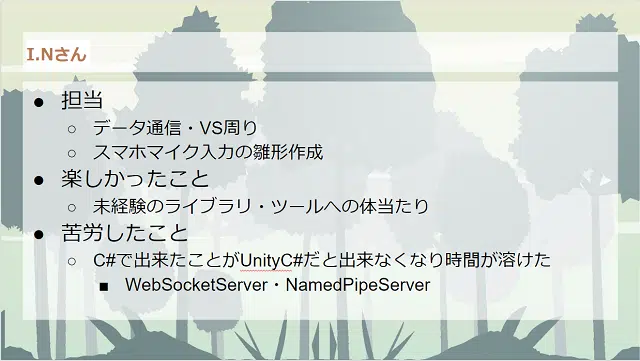 I.Nさん
● 担当
○ データ通信・VS周り
○ スマホマイク入力の雛形作成
● 楽しかったこと
○ 未経験のライブラリ・ツールへの体当たり
● 苦労したこと
○ C#で出来たことがUnityC#だと出来なくなり時間が溶けた
■ WebSocketServer・NamedPipeServer